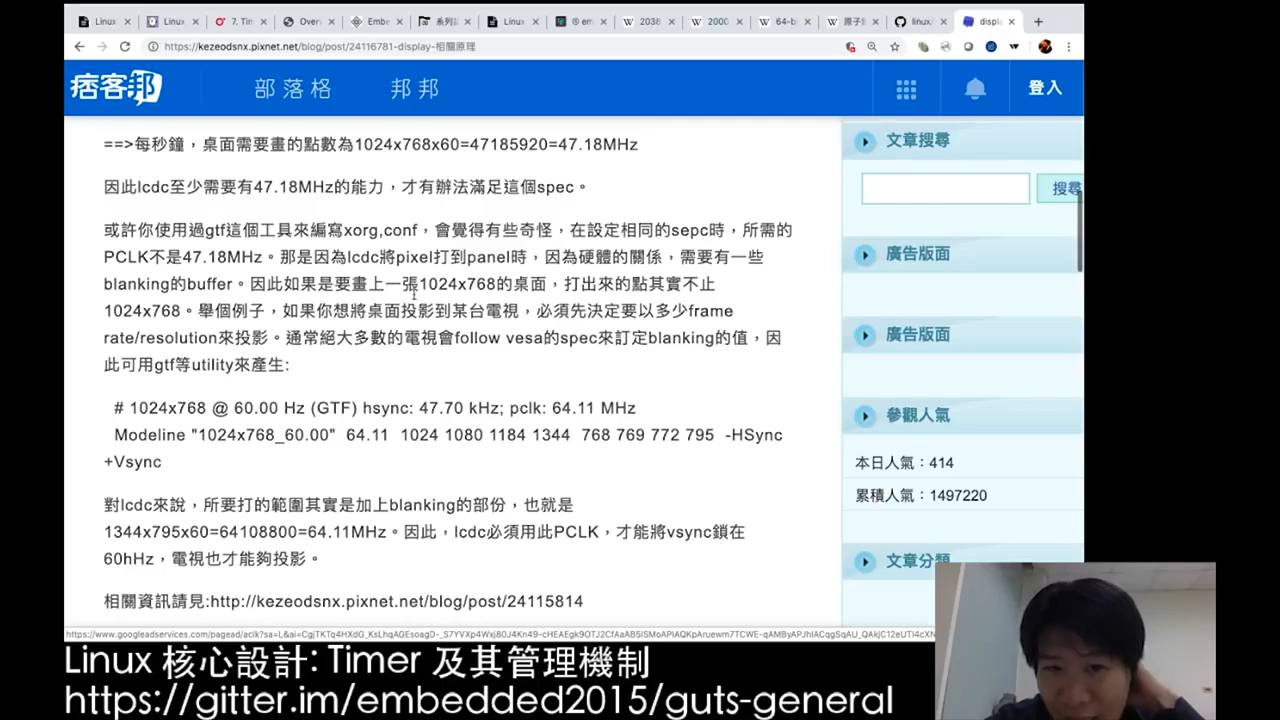 Linux
Linux
7. Tim
Over
Embe
系列
Linux
em
2038
2000
64-b
原子
linux/
displ
https://kezeodsnx.pixnet.net/blog/post/24116781-display-相關原理
痞客邦
部落格
邦邦
登入
==>每秒鐘，桌面需要畫的點數為1024x768x60=47185920=47.18MHz
因此lcdc至少需要有47.18MHz的能力，才有辦法滿足這個spec。
或許你使用過gtf這個工具來編寫xorg,conf，會覺得有些奇怪，在設定相同的sepc時，所需的
PCLK不是47.18MHz。那是因為lcdc將pixel打到panel時，因為硬體的關係，需要有一些
blanking的buffer。因此如果是要畫上一張1024x768的桌面，打出來的點其實不止
1024x768。舉個例子，如果你想將桌面投影到某台電視，必須先決定要以多少frame
rate/resolution來投影。通常絕大多數的電視會follow vesa的spec來訂定blanking的值，因
此可用gtf等utility來產生:
# 1024x768 @ 60.00 Hz (GTF) hsync: 47.70 kHz; pclk: 64.11 MHz
Modeline "1024x768_60.00" 64.11 1024 1080 1184 1344 768 769 772 795 -HSync
+Vsync
對lcdc來說，所要打的範圍其實是加上blanking的部份，也就是
1344x795x60=64108800=64.11MHz。因此，lcdc必須用此PCLK，才能將vsync鎖在
60hHz，電視也才能夠投影。
相關資訊請見:http://kezeodsnx.pixnet.net/blog/post/24115814
文章搜尋
搜尋
廣告版面
廣告版面
參觀人氣
本日人氣：414
累積人氣：1497220
文章分類
Linux 核心設計: Timer 及其管理機制
https://gitter.im/embedded2015/guts-general